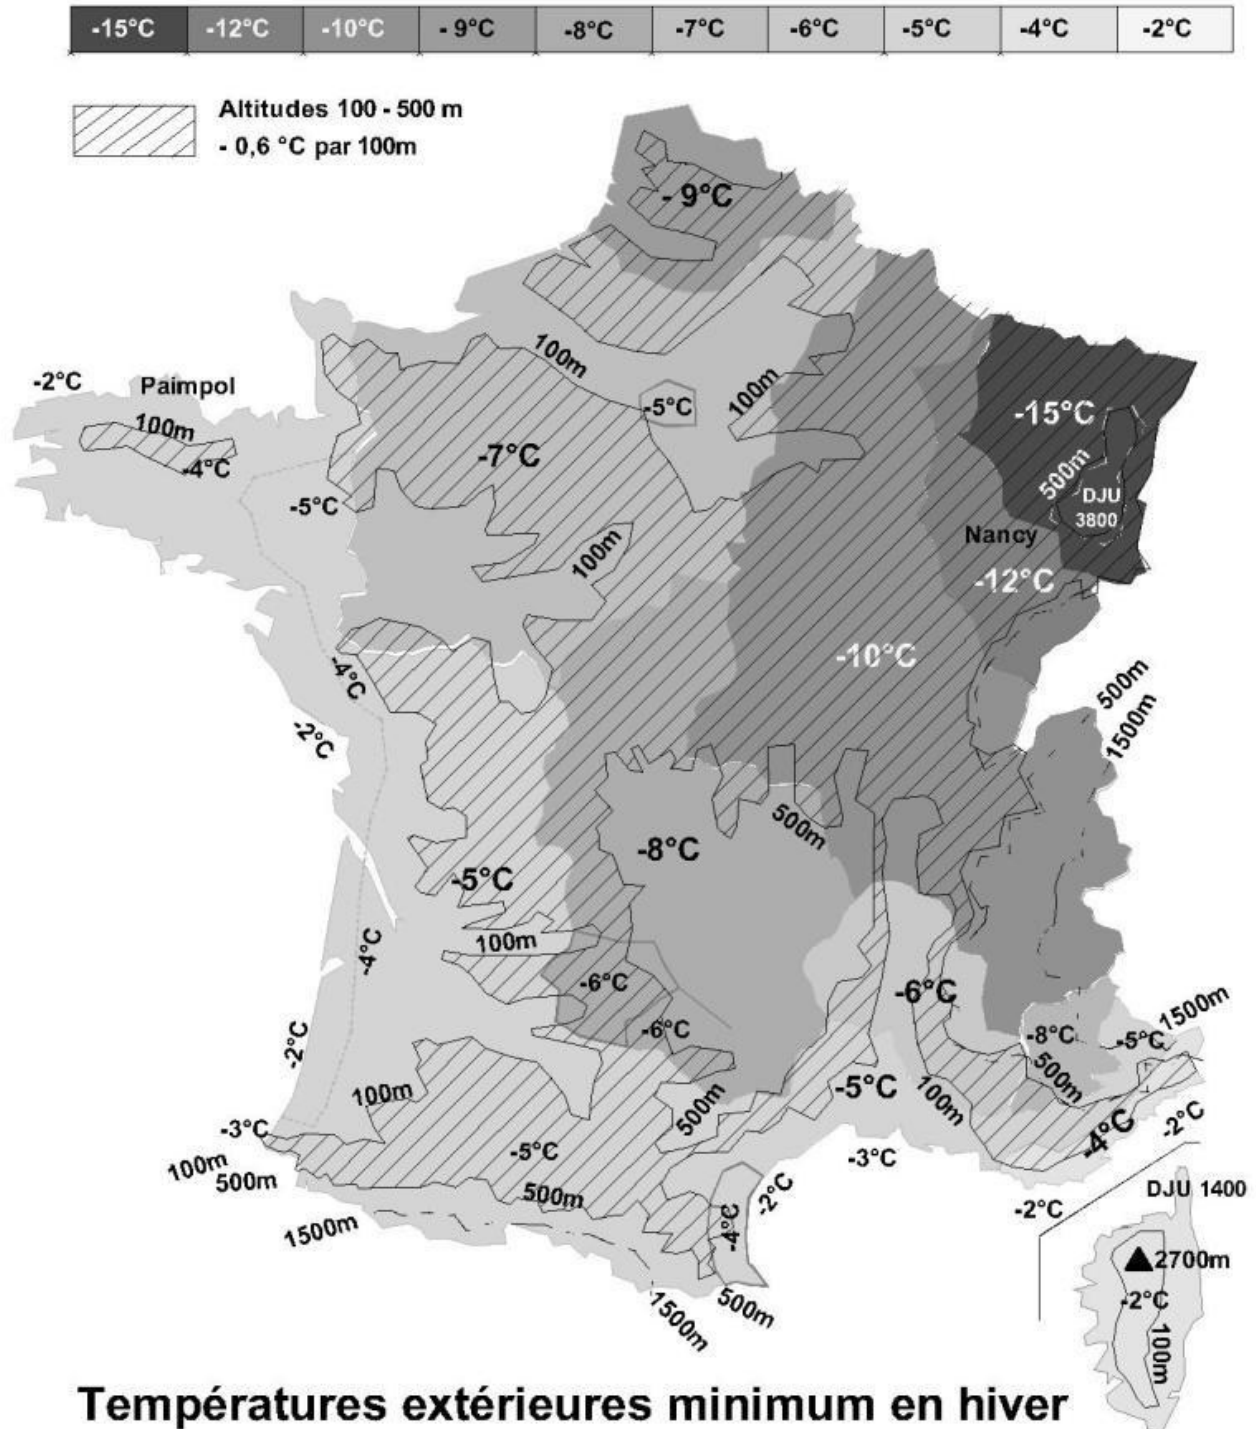 -15°C -12°C -10°C - 9°C -8°C -7°C -6°C -5°C -4°C -2°C
Altitudes 100 - 500 m
- 0,6 °C par 100m
- 9°C
100m
-5°C
100m
-2°C
Paimpol
100m
-4°C
-7°C
-5°C
-15°C
500m
DJU
3800
Nancy
-12°C
100m
-10°C
-4°C
-2°C
500m
1500m
-8°C
500m
-5°C
100m
-4°C
-6°C
-6°C
-6°C
-2°C
-8°C
-5°C
1500m
500m
100m
-5°C
100m
500m
-4°C
-2°C
-3°C
100m
500m
-5°C
500m
-3°C
-2°C
-4°C
1500m
-2°C
DJU 1400
2700m
-2°C
100m
500m
1500m
Températures extérieures minimum en hiver